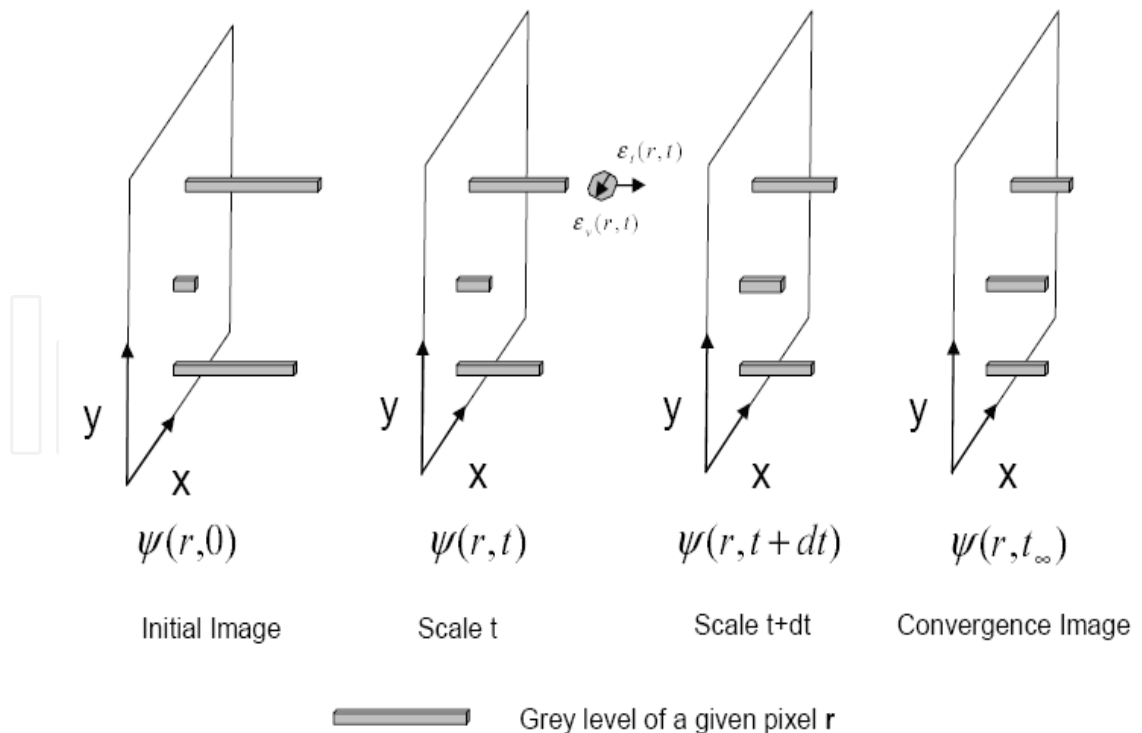 ε_t(r,t)
ε_v(r,t)
y y y y
x x x x
ψ(r,0) ψ(r,t) ψ(r,t+dt) ψ(r,t_∞)
Initial Image Scale t Scale t+dt Convergence Image
Grey level of a given pixel r